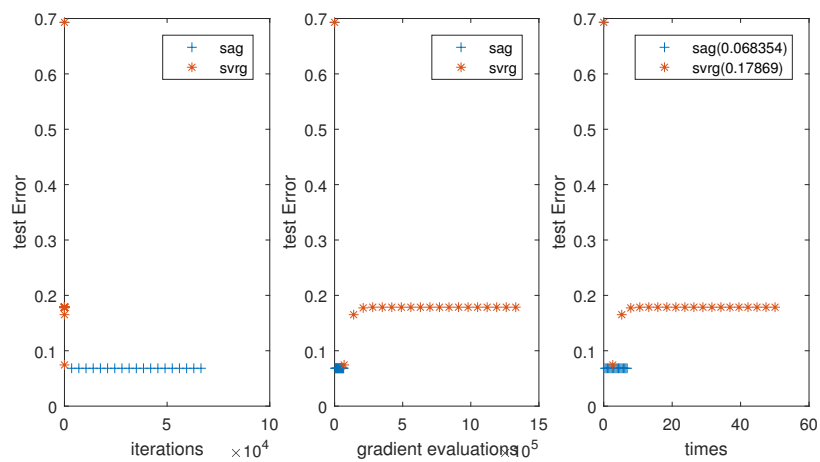 0.7
0.6
0.5
0.4
0.3
0.2
0.1
0
test Error
sag
svrg
0 5 10
iterations ×10^4
0.7
0.6
0.5
0.4
0.3
0.2
0.1
0
test Error
sag
svrg
0 5 10 15
gradient evaluations ×10^5
0.7
0.6
0.5
0.4
0.3
0.2
0.1
0
test Error
sag(0.068354)
svrg(0.17869)
0 20 40 60
times